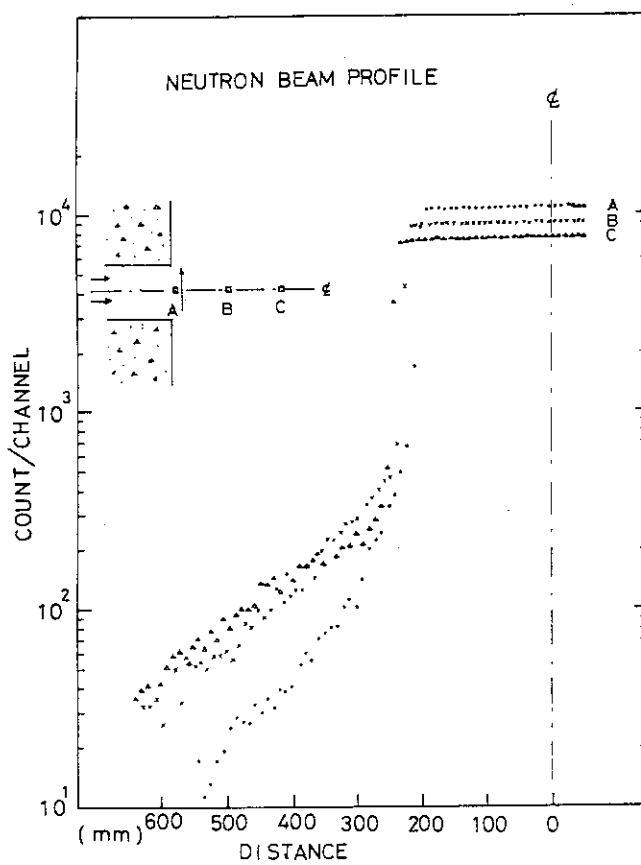 NEUTRON BEAM PROFILE
℄
10⁴
A
B
C
℄
A B C
10³
COUNT/CHANNEL
10²
10¹
(mm) 600 500 400 300 200 100 0
DISTANCE